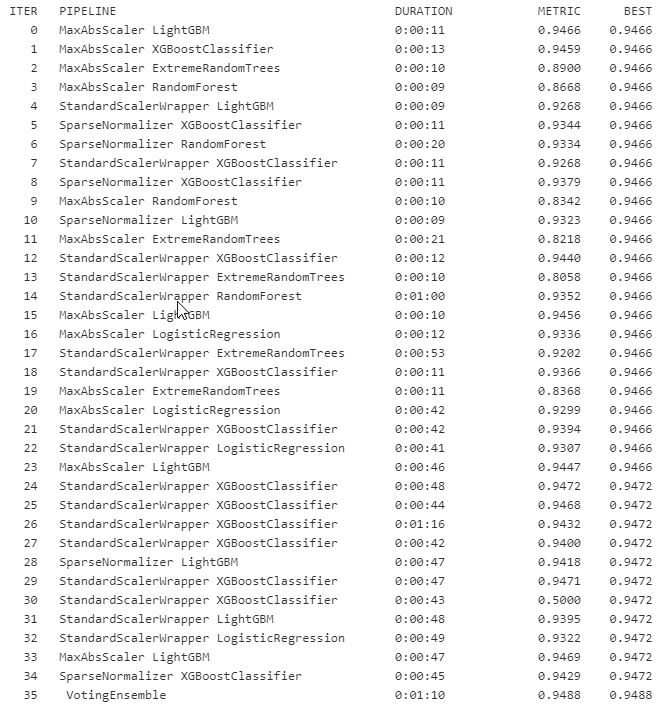 ITER PIPELINE DURATION METRIC BEST
0 MaxAbsScaler LightGBM 0:00:11 0.9466 0.9466
1 MaxAbsScaler XGBoostClassifier 0:00:13 0.9459 0.9466
2 MaxAbsScaler ExtremeRandomTrees 0:00:10 0.8900 0.9466
3 MaxAbsScaler RandomForest 0:00:09 0.8668 0.9466
4 StandardScalerWrapper LightGBM 0:00:09 0.9268 0.9466
5 SparseNormalizer XGBoostClassifier 0:00:11 0.9344 0.9466
6 SparseNormalizer RandomForest 0:00:20 0.9334 0.9466
7 StandardScalerWrapper XGBoostClassifier 0:00:11 0.9268 0.9466
8 SparseNormalizer XGBoostClassifier 0:00:11 0.9379 0.9466
9 MaxAbsScaler RandomForest 0:00:10 0.8342 0.9466
10 SparseNormalizer LightGBM 0:00:09 0.9323 0.9466
11 MaxAbsScaler ExtremeRandomTrees 0:00:21 0.8218 0.9466
12 StandardScalerWrapper XGBoostClassifier 0:00:12 0.9440 0.9466
13 StandardScalerWrapper ExtremeRandomTrees 0:00:10 0.8058 0.9466
14 StandardScalerWrapper RandomForest 0:01:00 0.9352 0.9466
15 MaxAbsScaler LightGBM 0:00:10 0.9456 0.9466
16 MaxAbsScaler LogisticRegression 0:00:12 0.9336 0.9466
17 StandardScalerWrapper ExtremeRandomTrees 0:00:53 0.9202 0.9466
18 StandardScalerWrapper XGBoostClassifier 0:00:11 0.9366 0.9466
19 MaxAbsScaler ExtremeRandomTrees 0:00:11 0.8368 0.9466
20 MaxAbsScaler LogisticRegression 0:00:42 0.9299 0.9466
21 StandardScalerWrapper XGBoostClassifier 0:00:42 0.9394 0.9466
22 StandardScalerWrapper LogisticRegression 0:00:41 0.9307 0.9466
23 MaxAbsScaler LightGBM 0:00:46 0.9447 0.9466
24 StandardScalerWrapper XGBoostClassifier 0:00:48 0.9472 0.9472
25 StandardScalerWrapper XGBoostClassifier 0:00:44 0.9468 0.9472
26 StandardScalerWrapper XGBoostClassifier 0:01:16 0.9432 0.9472
27 StandardScalerWrapper XGBoostClassifier 0:00:42 0.9400 0.9472
28 SparseNormalizer LightGBM 0:00:47 0.9418 0.9472
29 StandardScalerWrapper XGBoostClassifier 0:00:47 0.9471 0.9472
30 StandardScalerWrapper XGBoostClassifier 0:00:43 0.5000 0.9472
31 StandardScalerWrapper LightGBM 0:00:48 0.9395 0.9472
32 StandardScalerWrapper LogisticRegression 0:00:49 0.9322 0.9472
33 MaxAbsScaler LightGBM 0:00:47 0.9469 0.9472
34 SparseNormalizer XGBoostClassifier 0:00:45 0.9429 0.9472
35 VotingEnsemble 0:01:10 0.9488 0.9488